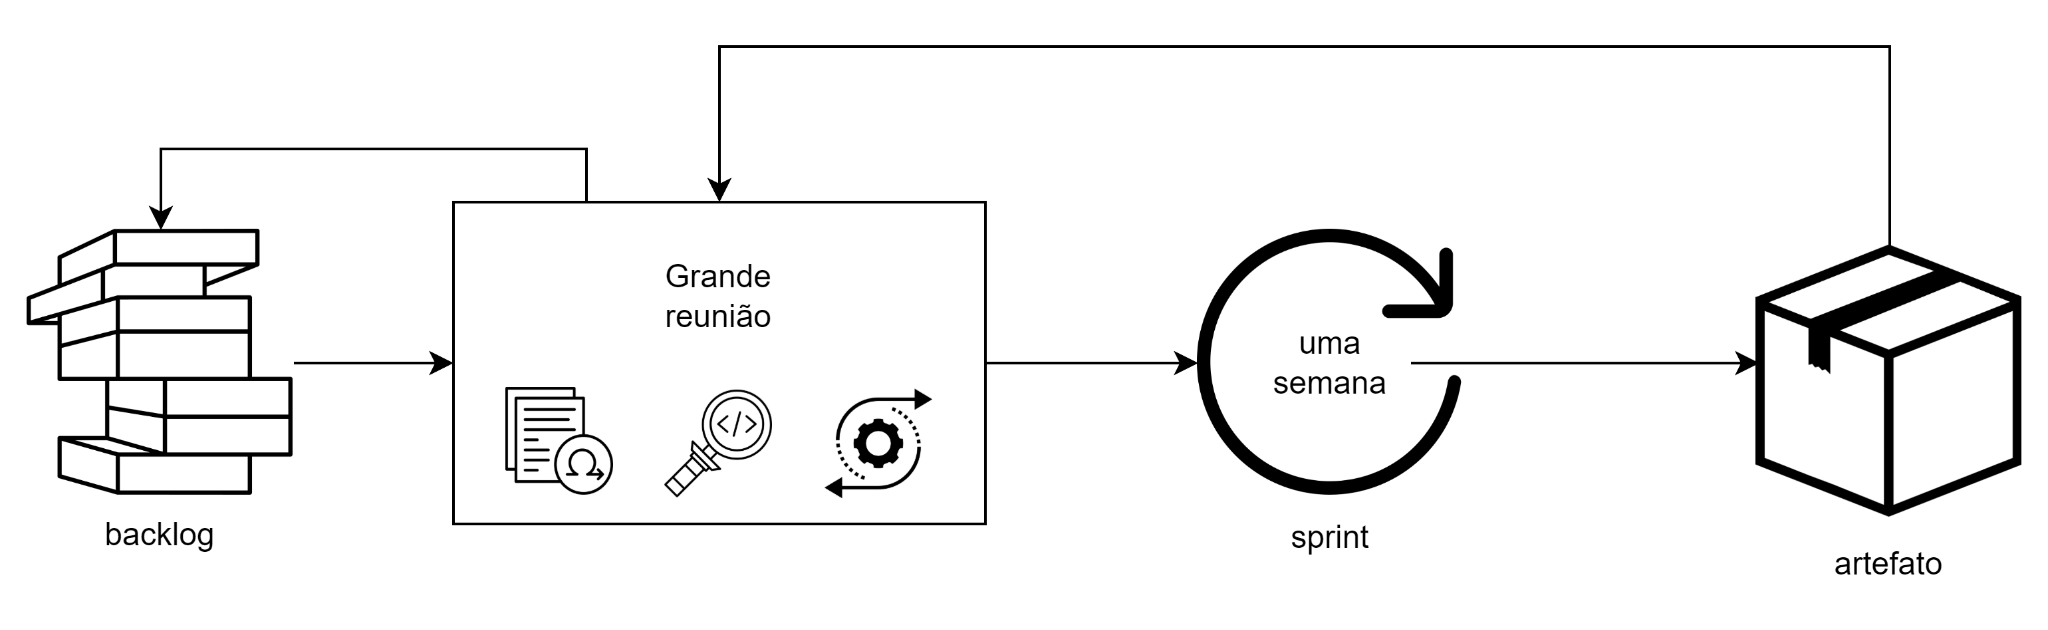 Grande
reunião
uma
semana
backlog
sprint
artefato